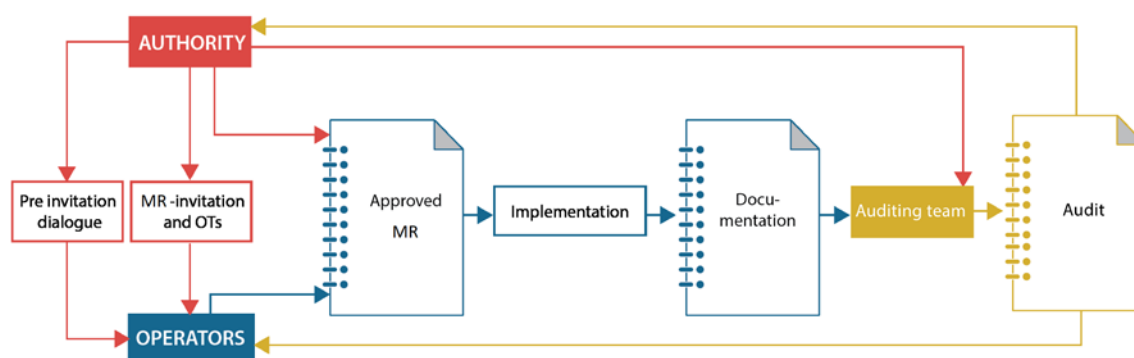 AUTHORITY
Pre invitation
dialogue
MR -invitation
and OTs
OPERATORS
Approved
MR
Implementation
Docu-
mentation
Auditing team
Audit